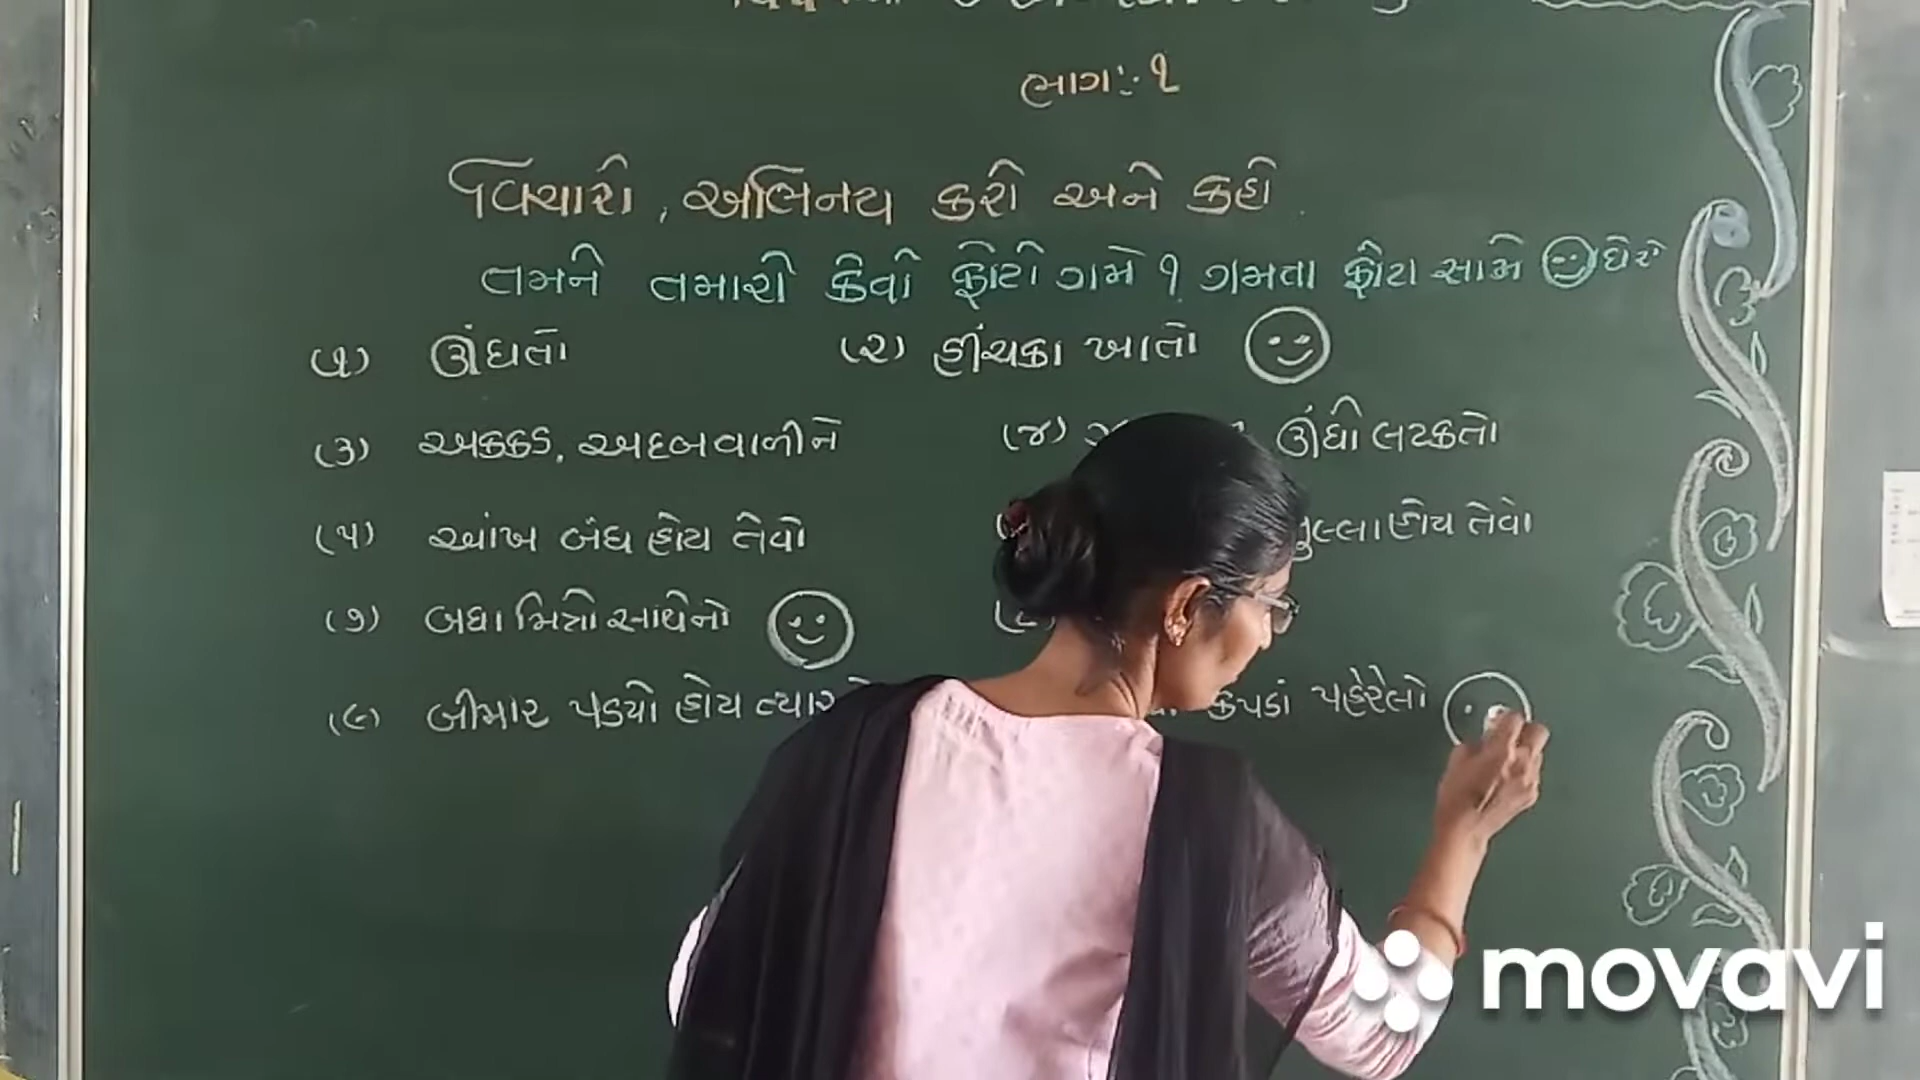 ભાગઃ- ૧
વિચારો, અભિનય કરો અને કહો.
તમને તમારો કેવો ફોટો ગમે ? ગમતા ફોટા સામે દોરો
(૧) ઊંઘતો (૨) હીંચકા ખાતો
(૩) અક્કડ, અદબવાળીને (૪) ઊંધો લટકતો
(૫) આંખ બંધ હોય તેવો હોય તેવો
(૭) બધા મિત્રો સાથેનો
(૯) બીમાર પડયો હોય કપડાં પહેરેલો
movavi